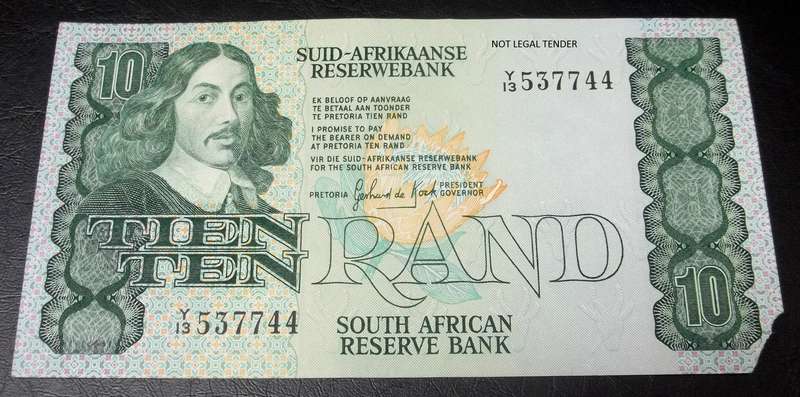 10
SUID-AFRIKAANSE
RESERWEBANK
NOT LEGAL TENDER
Y/13 537744
EK BELOOF OP AANVRAAG
TE BETAAL AAN TOONDER
TE PRETORIA TIEN RAND
I PROMISE TO PAY
THE BEARER ON DEMAND
AT PRETORIA TEN RAND
VIR DIE SUID-AFRIKAANSE RESERWEBANK
FOR THE SOUTH AFRICAN RESERVE BANK
PRETORIA Gerhard de Kock PRESIDENT
GOVERNOR
TIEN
TEN RAND
10
Y/13 537744
SOUTH AFRICAN
RESERVE BANK